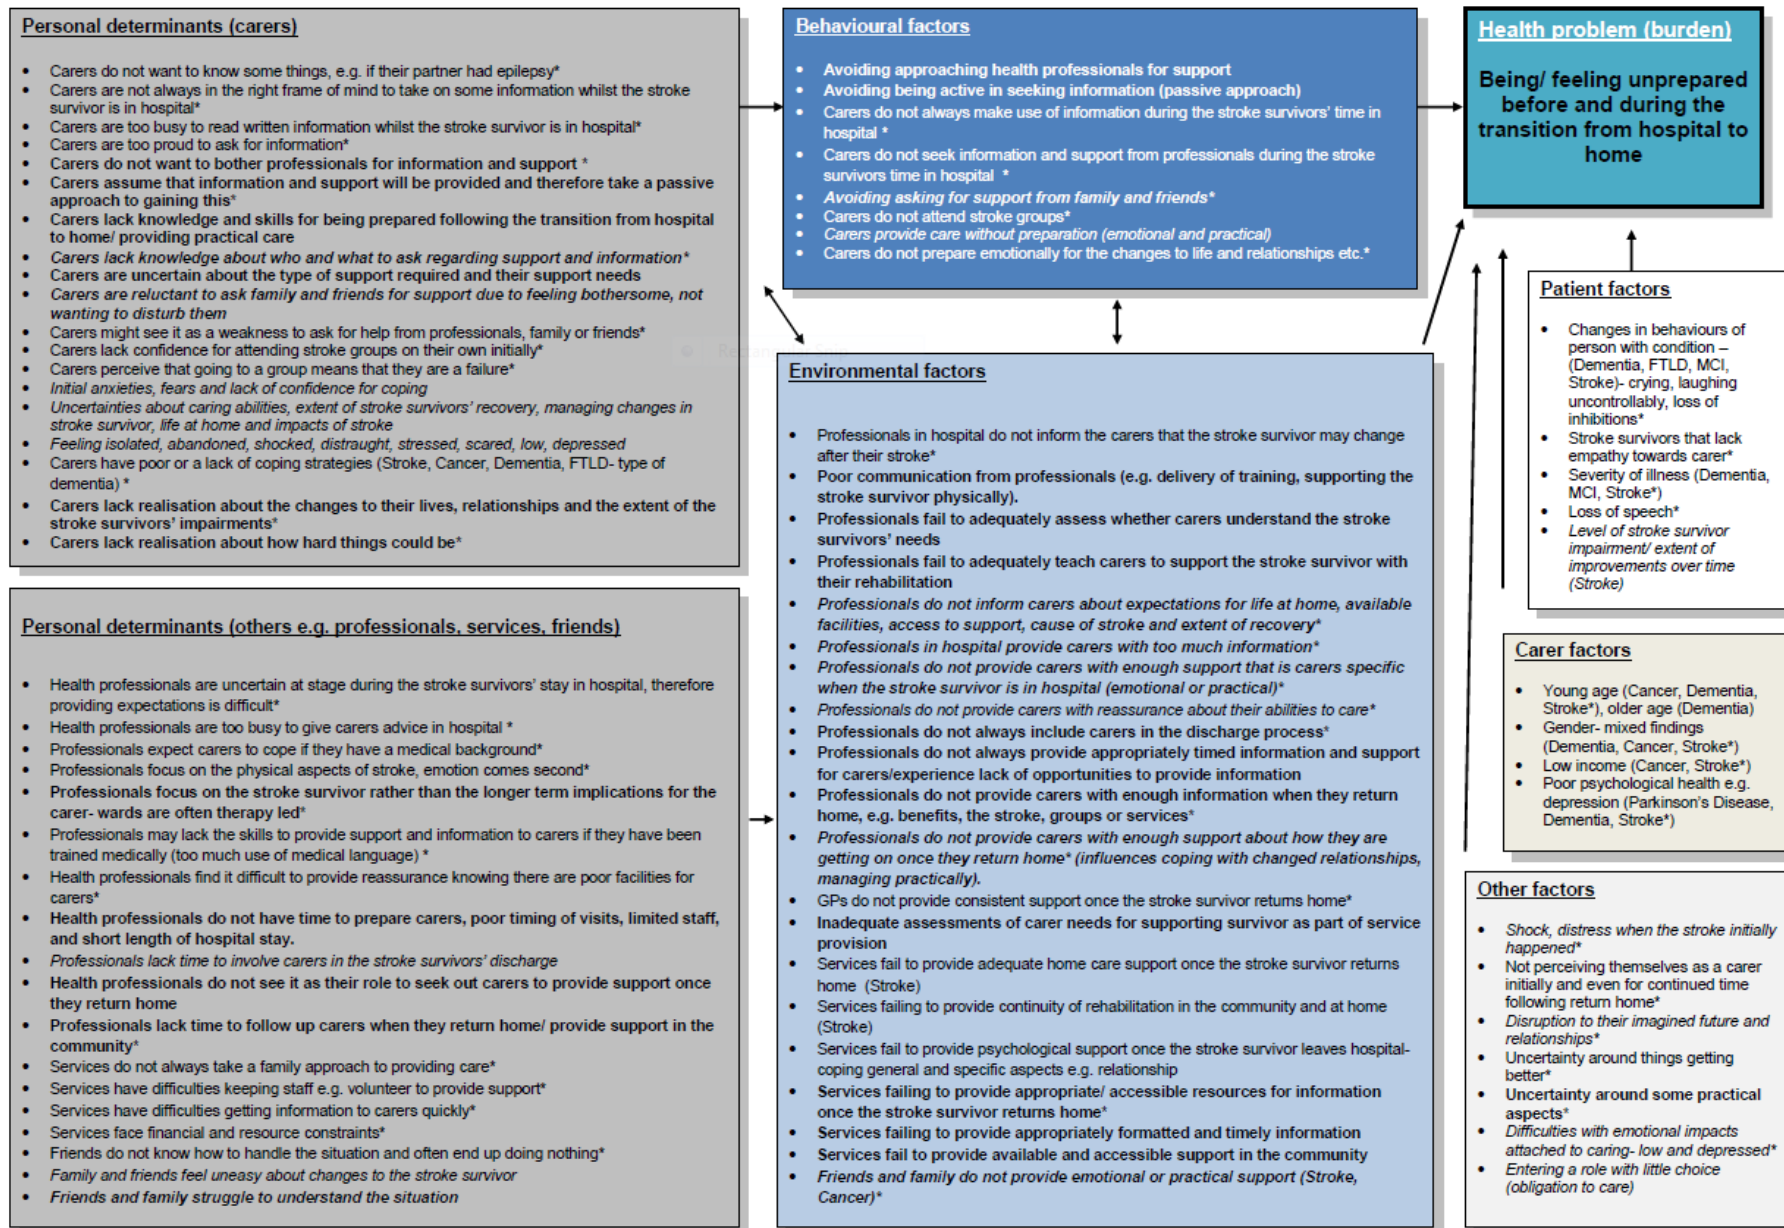 Personal determinants (carers)
• Carers do not want to know some things, e.g. if their partner had epilepsy*
• Carers are not always in the right frame of mind to take on some information whilst the stroke
survivor is in hospital*
• Carers are too busy to read written information whilst the stroke survivor is in hospital*
• Carers are too proud to ask for information*
• Carers do not want to bother professionals for information and support *
• Carers assume that information and support will be provided and therefore take a passive
approach to gaining this*
• Carers lack knowledge and skills for being prepared following the transition from hospital
to home/ providing practical care
• Carers lack knowledge about who and what to ask regarding support and information*
• Carers are uncertain about the type of support required and their support needs
• Carers are reluctant to ask family and friends for support due to feeling bothersome, not
wanting to disturb them
• Carers might see it as a weakness to ask for help from professionals, family or friends*
• Carers lack confidence for attending stroke groups on their own initially*
• Carers perceive that going to a group means that they are a failure*
• Initial anxieties, fears and lack of confidence for coping
• Uncertainties about caring abilities, extent of stroke survivors' recovery, managing changes in
stroke survivor, life at home and impacts of stroke
• Feeling isolated, abandoned, shocked, distraught, stressed, scared, low, depressed
• Carers have poor or a lack of coping strategies (Stroke, Cancer, Dementia, FTLD- type of
dementia) *
• Carers lack realisation about the changes to their lives, relationships and the extent of the
stroke survivors' impairments*
• Carers lack realisation about how hard things could be*
Personal determinants (others e.g. professionals, services, friends)
• Health professionals are uncertain at stage during the stroke survivors' stay in hospital, therefore
providing expectations is difficult*
• Health professionals are too busy to give carers advice in hospital *
• Professionals expect carers to cope if they have a medical background*
• Professionals focus on the physical aspects of stroke, emotion comes second*
• Professionals focus on the stroke survivor rather than the longer term implications for the
carer- wards are often therapy led*
• Professionals may lack the skills to provide support and information to carers if they have been
trained medically (too much use of medical language) *
• Health professionals find it difficult to provide reassurance knowing there are poor facilities for
carers*
• Health professionals do not have time to prepare carers, poor timing of visits, limited staff,
and short length of hospital stay.
• Professionals lack time to involve carers in the stroke survivors' discharge
• Health professionals do not see it as their role to seek out carers to provide support once
they return home
• Professionals lack time to follow up carers when they return home/ provide support in the
community*
• Services do not always take a family approach to providing care*
• Services have difficulties keeping staff e.g. volunteer to provide support*
• Services have difficulties getting information to carers quickly*
• Services face financial and resource constraints*
• Friends do not know how to handle the situation and often end up doing nothing*
• Family and friends feel uneasy about changes to the stroke survivor
• Friends and family struggle to understand the situation
Behavioural factors
• Avoiding approaching health professionals for support
• Avoiding being active in seeking information (passive approach)
• Carers do not always make use of information during the stroke survivors' time in
hospital *
• Carers do not seek information and support from professionals during the stroke
survivors time in hospital *
• Avoiding asking for support from family and friends*
• Carers do not attend stroke groups*
• Carers provide care without preparation (emotional and practical)
• Carers do not prepare emotionally for the changes to life and relationships etc.*
Rectangular Snip
Environmental factors
• Professionals in hospital do not inform the carers that the stroke survivor may change
after their stroke*
• Poor communication from professionals (e.g. delivery of training, supporting the
stroke survivor physically).
• Professionals fail to adequately assess whether carers understand the stroke
survivors' needs
• Professionals fail to adequately teach carers to support the stroke survivor with
their rehabilitation
• Professionals do not inform carers about expectations for life at home, available
facilities, access to support, cause of stroke and extent of recovery*
• Professionals in hospital provide carers with too much information*
• Professionals do not provide carers with enough support that is carers specific
when the stroke survivor is in hospital (emotional or practical)*
• Professionals do not provide carers with reassurance about their abilities to care*
• Professionals do not always include carers in the discharge process*
• Professionals do not always provide appropriately timed information and support
for carers/experience lack of opportunities to provide information
• Professionals do not provide carers with enough information when they return
home, e.g. benefits, the stroke, groups or services*
• Professionals do not provide carers with enough support about how they are
getting on once they return home* (influences coping with changed relationships,
managing practically).
• GPs do not provide consistent support once the stroke survivor returns home*
• Inadequate assessments of carer needs for supporting survivor as part of service
provision
• Services fail to provide adequate home care support once the stroke survivor returns
home (Stroke)
• Services failing to provide continuity of rehabilitation in the community and at home
(Stroke)
• Services fail to provide psychological support once the stroke survivor leaves hospital-
coping general and specific aspects e.g. relationship
• Services failing to provide appropriate/ accessible resources for information
once the stroke survivor returns home*
• Services failing to provide appropriately formatted and timely information
• Services fail to provide available and accessible support in the community
• Friends and family do not provide emotional or practical support (Stroke,
Cancer)*
Health problem (burden)
Being/ feeling unprepared
before and during the
transition from hospital to
home
Patient factors
• Changes in behaviours of
person with condition –
(Dementia, FTLD, MCI,
Stroke)- crying, laughing
uncontrollably, loss of
inhibitions*
• Stroke survivors that lack
empathy towards carer*
• Severity of illness (Dementia,
MCI, Stroke*)
• Loss of speech*
• Level of stroke survivor
impairment/ extent of
improvements over time
(Stroke)
Carer factors
• Young age (Cancer, Dementia,
Stroke*), older age (Dementia)
• Gender- mixed findings
(Dementia, Cancer, Stroke*)
• Low income (Cancer, Stroke*)
• Poor psychological health e.g.
depression (Parkinson's Disease,
Dementia, Stroke*)
Other factors
• Shock, distress when the stroke initially
happened*
• Not perceiving themselves as a carer
initially and even for continued time
following return home*
• Disruption to their imagined future and
relationships*
• Uncertainty around things getting
better*
• Uncertainty around some practical
aspects*
• Difficulties with emotional impacts
attached to caring- low and depressed*
• Entering a role with little choice
(obligation to care)